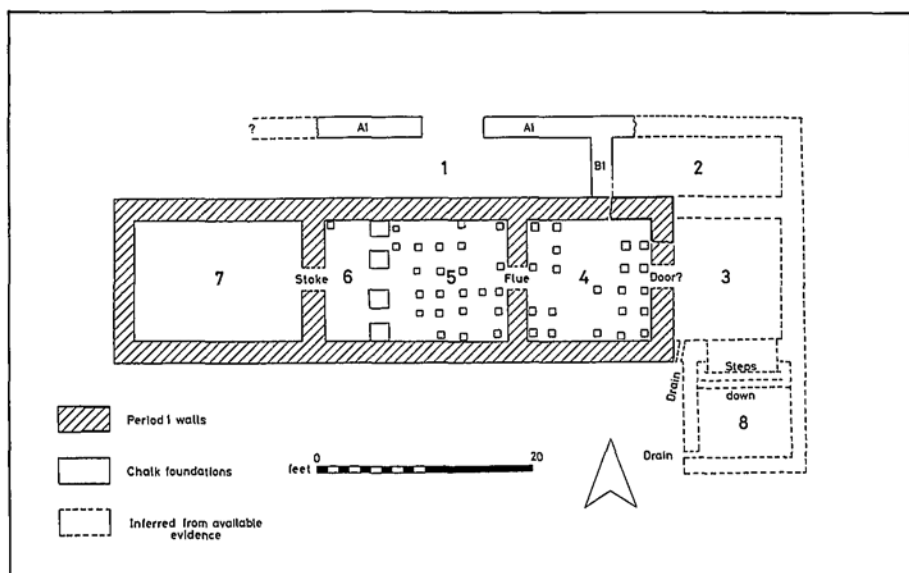 ?
A1
A1
1
B1
2
7
Stoke
6
5
Flue
4
Door?
3
Drain
Steps
down
8
Drain
Period 1 walls
Chalk foundations
Inferred from available
evidence
feet
0
20